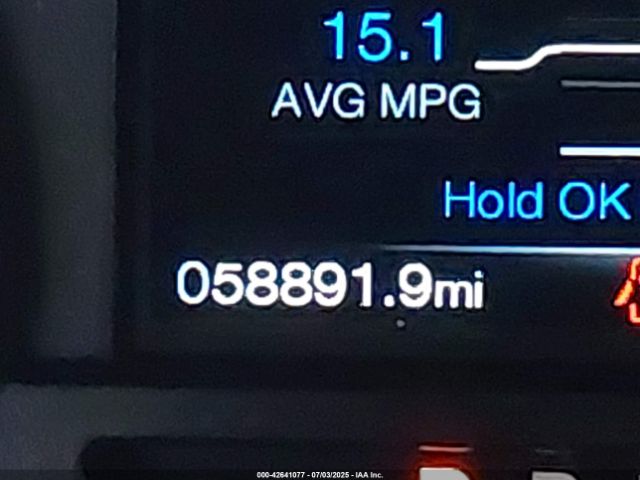 15.1
AVG MPG
Hold OK
058891.9mi
000-42641077 - 07/03/2025 - IAA Inc.